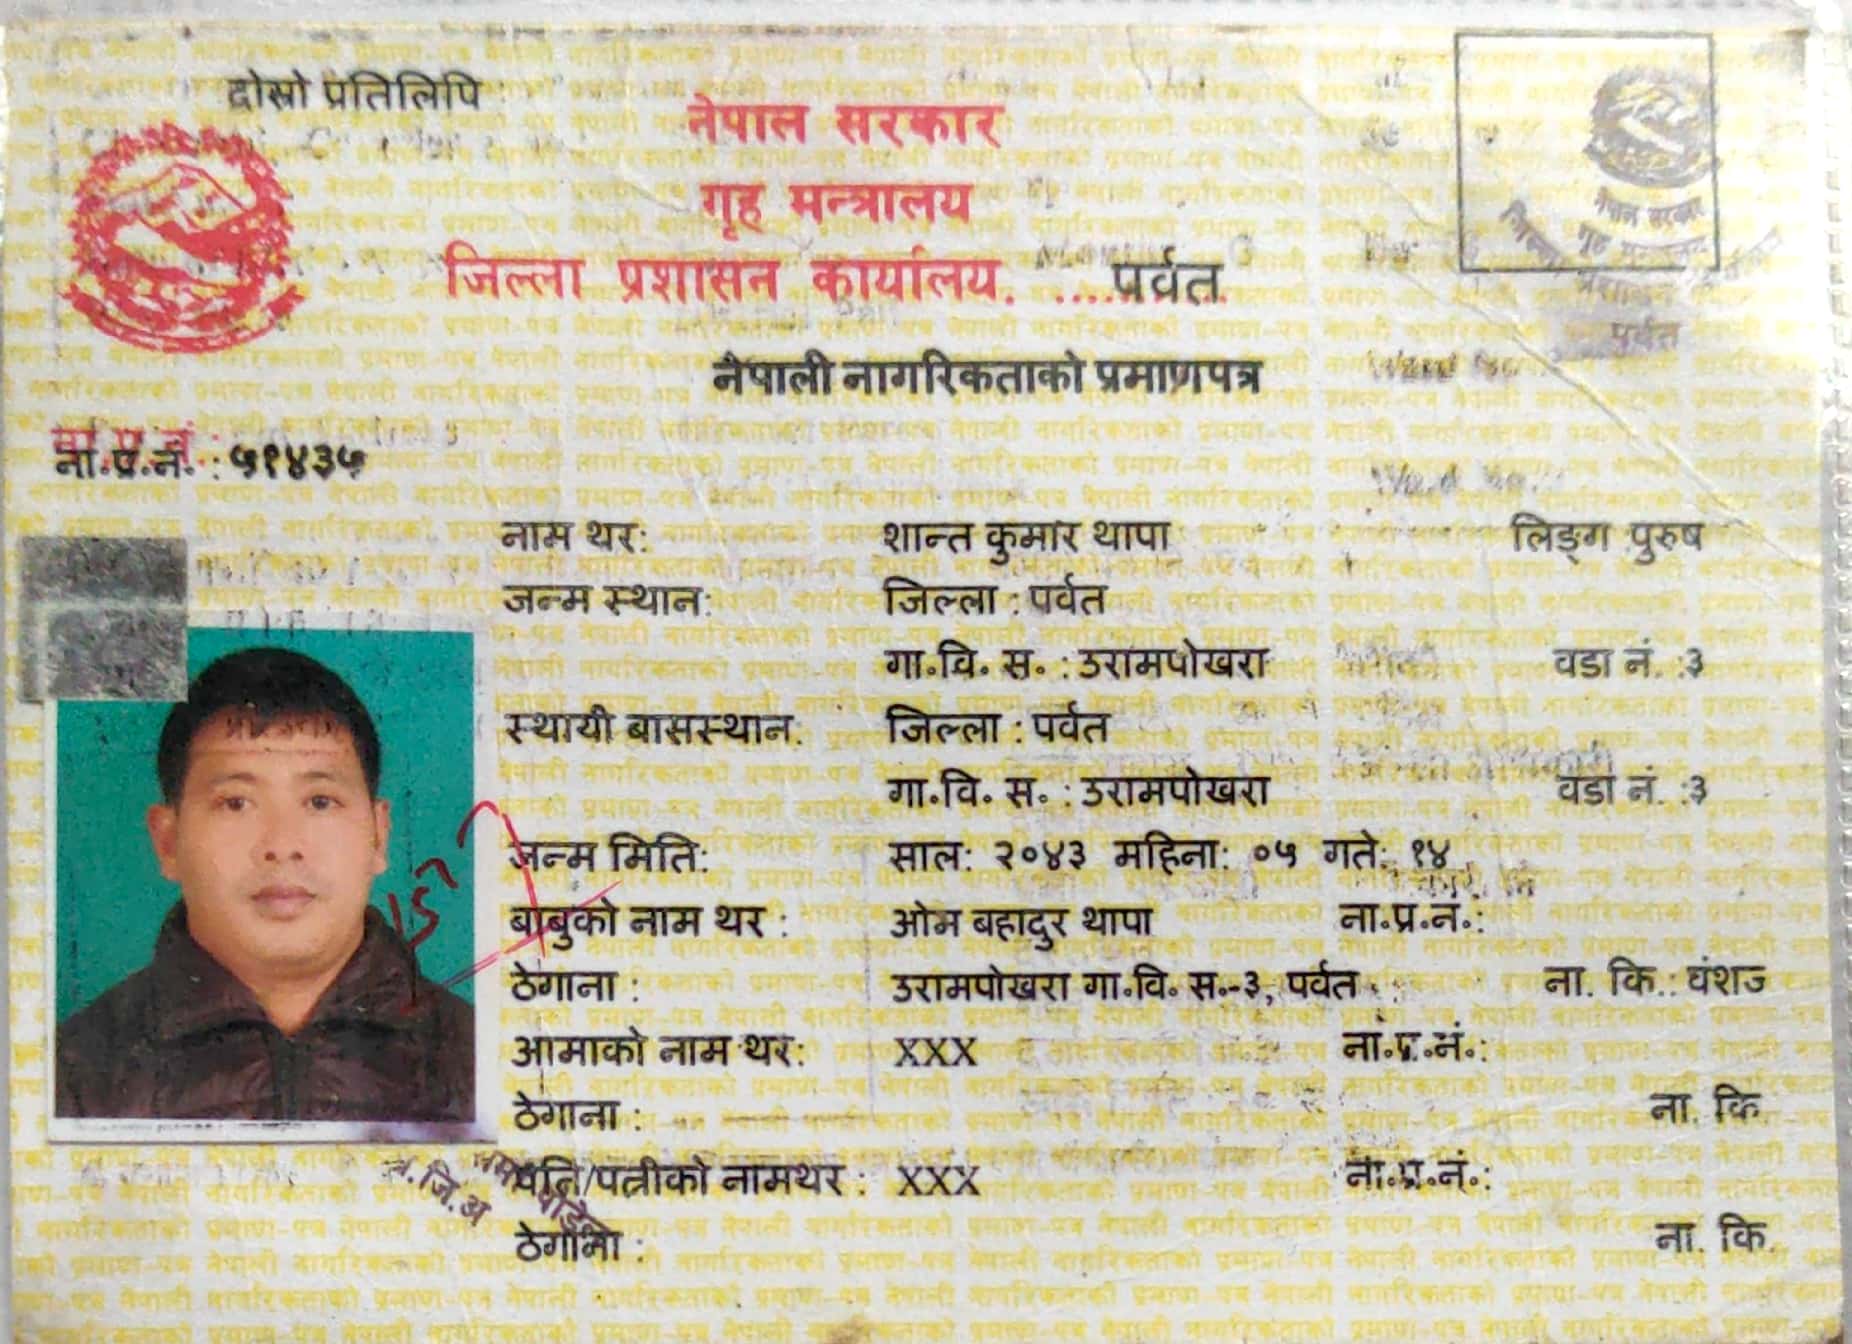 दोस्रो प्रतिलिपि
नेपाल सरकार
गृह मन्त्रालय
जिल्ला प्रशासन कार्यालय. .....पर्वत
नेपाल सरकार
गृह मन्त्रालय
पर्वत
नेपाली नागरिकताको प्रमाणपत्र
ना.प्र.नं. : ५१४३५
नाम थर: शान्त कुमार थापा लिङ्ग पुरुष
जन्म स्थान: जिल्ला : पर्वत
गा.वि. स. : उरामपोखरा वडा नं. :३
स्थायी बासस्थान: जिल्ला : पर्वत
गा.वि. स. : उरामपोखरा वडा नं. :३
जन्म मिति: साल: २०४३ महिना: ०५ गते: १४
बाबुको नाम थर : ओम बहादुर थापा ना.प्र.नं.:
ठेगाना : उरामपोखरा गा.वि. स.-३, पर्वत ना. कि.: वंशज
आमाको नाम थर: XXX ना.प्र.नं.:
ठेगाना : ना. कि.
पति/पत्नीको नामथर : XXX ना.प्र.नं.:
ठेगाना : ना. कि.